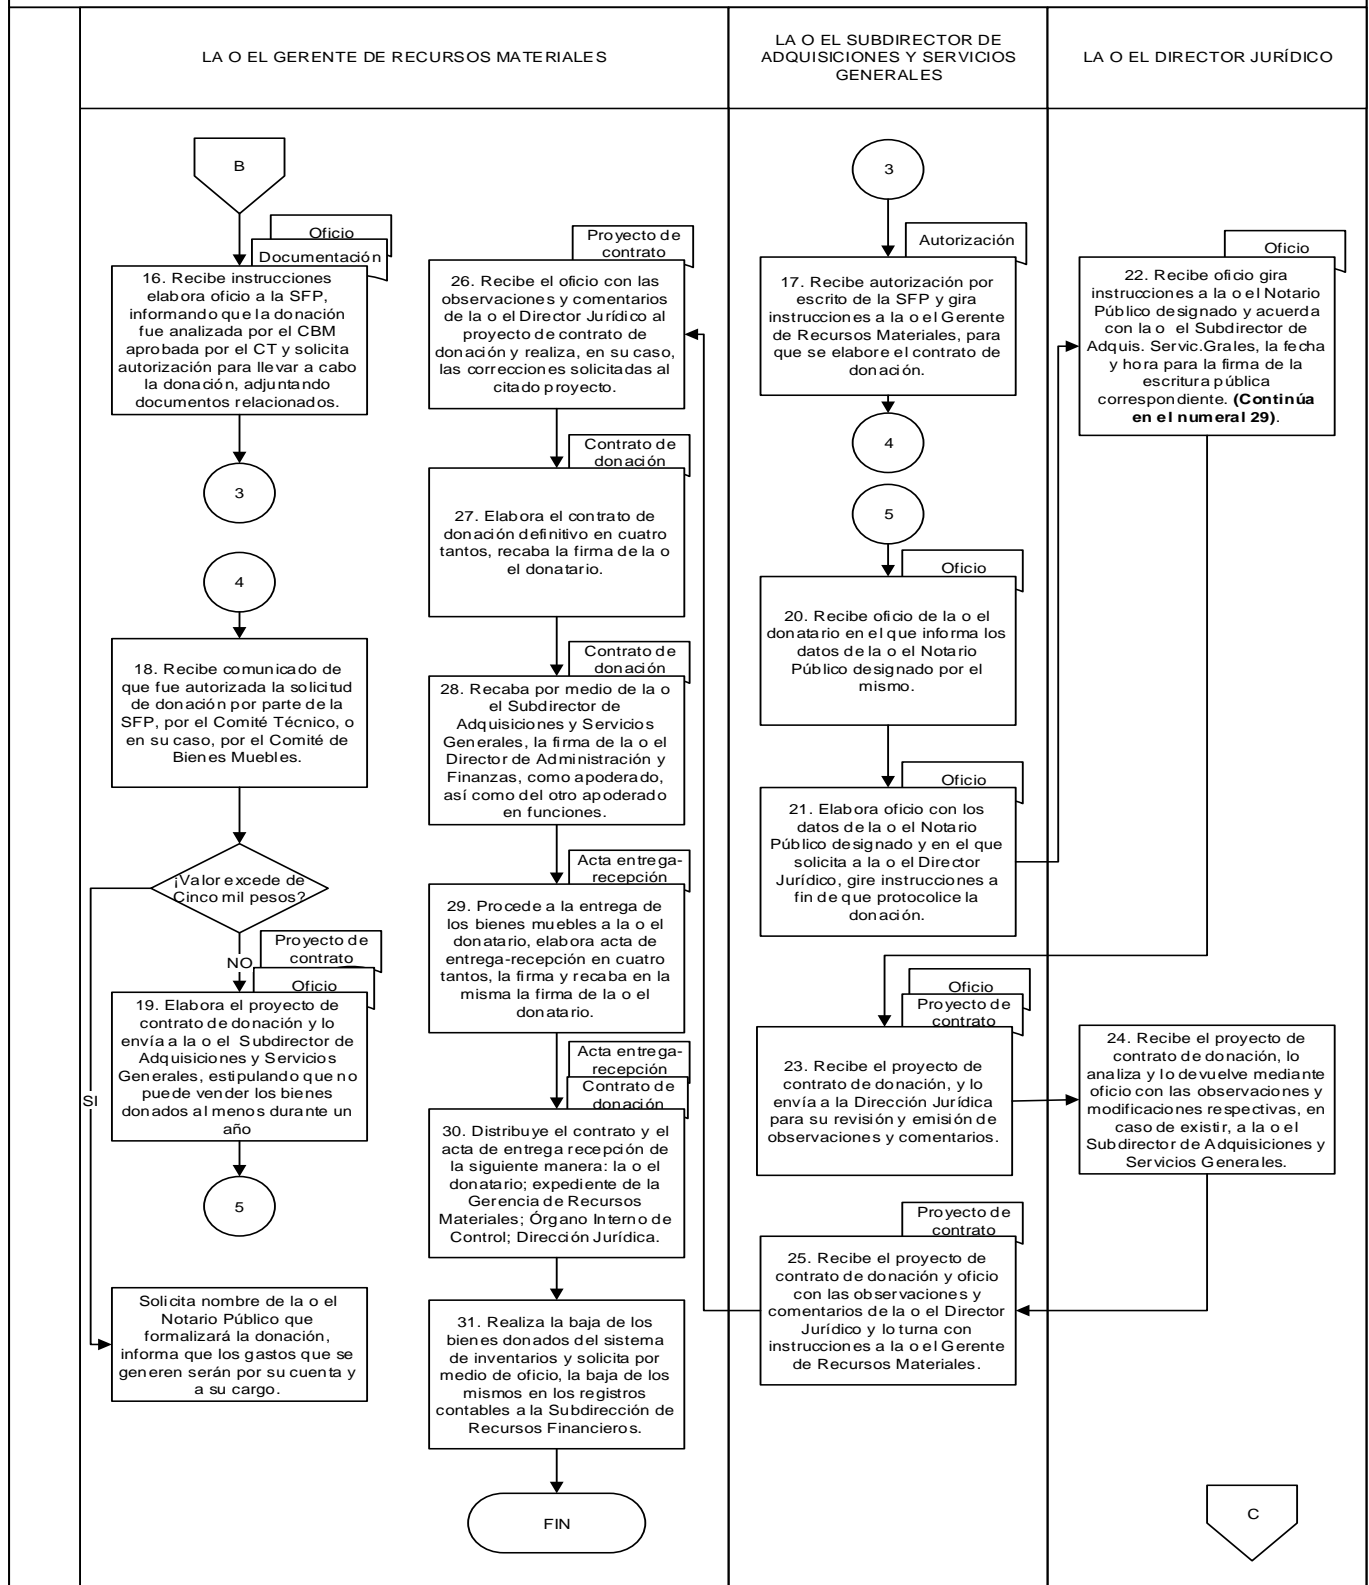 LA O EL GERENTE DE RECURSOS MATERIALES
LA O EL SUBDIRECTOR DE
ADQUISICIONES Y SERVICIOS
GENERALES
LA O EL DIRECTOR JURÍDICO
B
Oficio
Documentación
16. Recibe instrucciones
elabora oficio a la SFP,
informando que la donación
fue analizada por el CBM
aprobada por el CT y solicita
autorización para llevar a cabo
la donación, adjuntando
documentos relacionados.
3
4
18. Recibe comunicado de
que fue autorizada la solicitud
de donación por parte de la
SFP, por el Comité Técnico, o
en su caso, por el Comité de
Bienes Muebles.
¡Valor excede de
Cinco mil pesos?
NO
SI
Proyecto de
contrato
Oficio
19. Elabora el proyecto de
contrato de donación y lo
envía a la o el Subdirector de
Adquisiciones y Servicios
Generales, estipulando que no
puede vender los bienes
donados al menos durante un
año
5
Solicita nombre de la o el
Notario Público que
formalizará la donación,
informa que los gastos que se
generen serán por su cuenta y
a su cargo.
Proyecto de
contrato
26. Recibe el oficio con las
observaciones y comentarios
de la o el Director Jurídico al
proyecto de contrato de
donación y realiza, en su caso,
las correcciones solicitadas al
citado proyecto.
Contrato de
donación
27. Elabora el contrato de
donación definitivo en cuatro
tantos, recaba la firma de la o
el donatario.
Contrato de
donación
28. Recaba por medio de la o
el Subdirector de
Adquisiciones y Servicios
Generales, la firma de la o el
Director de Administración y
Finanzas, como apoderado,
así como del otro apoderado
en funciones.
Acta entrega-
recepción
29. Procede a la entrega de
los bienes muebles a la o el
donatario, elabora acta de
entrega-recepción en cuatro
tantos, la firma y recaba en la
misma la firma de la o el
donatario.
Acta entrega-
recepción
Contrato de
donación
30. Distribuye el contrato y el
acta de entrega recepción de
la siguiente manera: la o el
donatario; expediente de la
Gerencia de Recursos
Materiales; Órgano Interno de
Control; Dirección Jurídica.
31. Realiza la baja de los
bienes donados del sistema
de inventarios y solicita por
medio de oficio, la baja de los
mismos en los registros
contables a la Subdirección de
Recursos Financieros.
FIN
3
Autorización
17. Recibe autorización por
escrito de la SFP y gira
instrucciones a la o el Gerente
de Recursos Materiales, para
que se elabore el contrato de
donación.
4
5
Oficio
20. Recibe oficio de la o el
donatario en el que informa los
datos de la o el Notario
Público designado por el
mismo.
Oficio
21. Elabora oficio con los
datos de la o el Notario
Público designado y en el que
solicita a la o el Director
Jurídico, gire instrucciones a
fin de que protocolice la
donación.
Oficio
Proyecto de
contrato
23. Recibe el proyecto de
contrato de donación, y lo
envía a la Dirección Jurídica
para su revisión y emisión de
observaciones y comentarios.
Proyecto de
contrato
25. Recibe el proyecto de
contrato de donación y oficio
con las observaciones y
comentarios de la o el Director
Jurídico y lo turna con
instrucciones a la o el Gerente
de Recursos Materiales.
Oficio
22. Recibe oficio gira
instrucciones a la o el Notario
Público designado y acuerda
con la o el Subdirector de
Adquis. Servic.Grales, la fecha
y hora para la firma de la
escritura pública
correspondiente. (Continúa
en el numeral 29).
24. Recibe el proyecto de
contrato de donación, lo
analiza y lo devuelve mediante
oficio con las observaciones y
modificaciones respectivas, en
caso de existir, a la o el
Subdirector de Adquisiciones y
Servicios Generales.
C